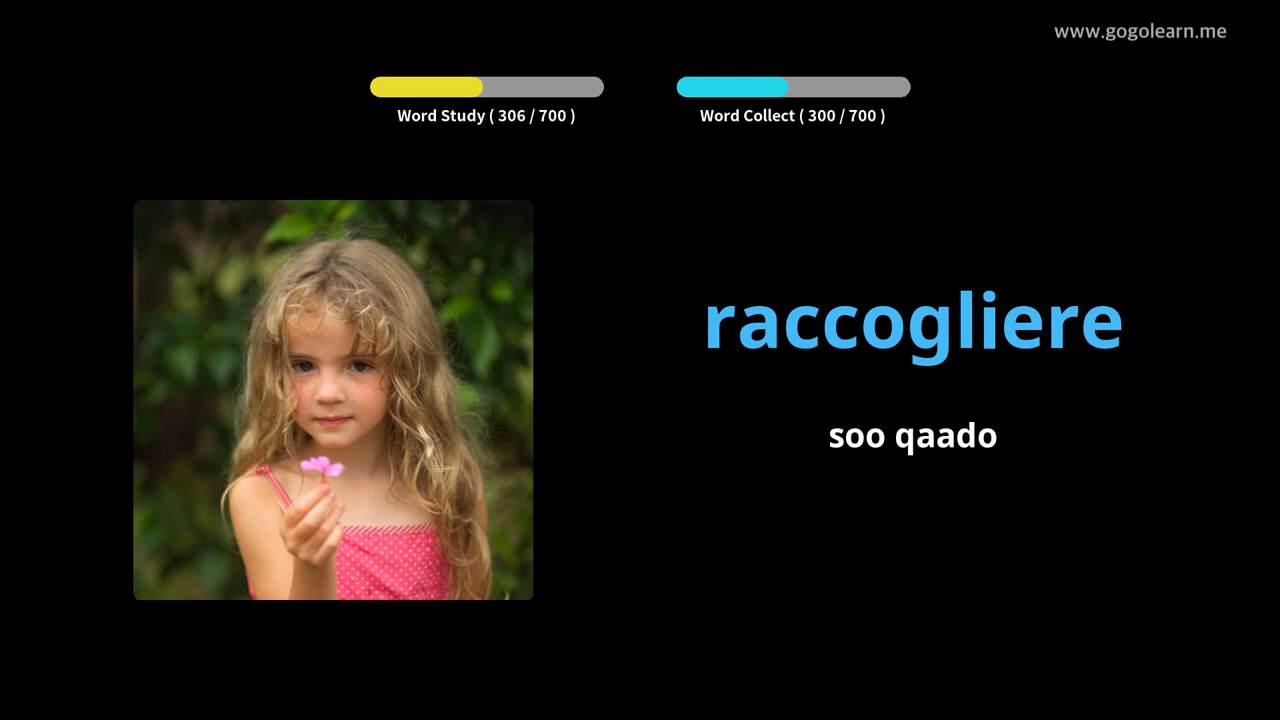 www.gogolearn.me
Word Study ( 306 / 700 )
Word Collect ( 300 / 700 )
raccogliere
soo qaado